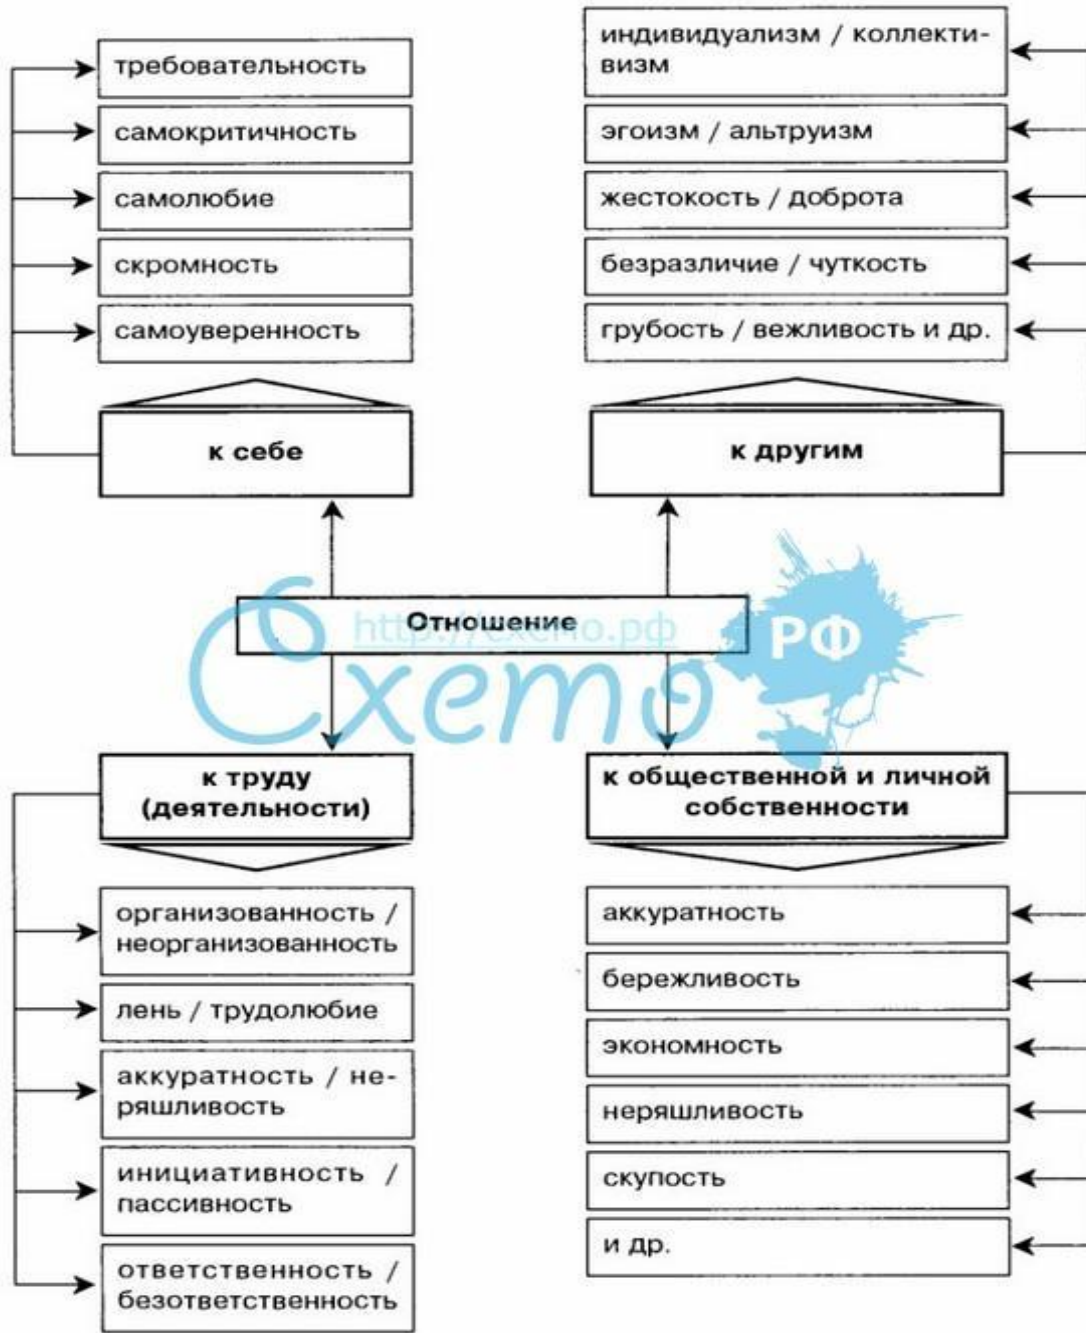 требовательность
самокритичность
самолюбие
скромность
самоуверенность
к себе
индивидуализм / коллекти-
визм
эгоизм / альтруизм
жестокость / доброта
безразличие / чуткость
грубость / вежливость и др.
к другим
Отношение
http://схемо.рф
Схемо
РФ
к труду
(деятельности)
организованность /
неорганизованность
лень / трудолюбие
аккуратность / не-
ряшливость
инициативность /
пассивность
ответственность /
безответственность
к общественной и личной
собственности
аккуратность
бережливость
экономность
неряшливость
скупость
и др.